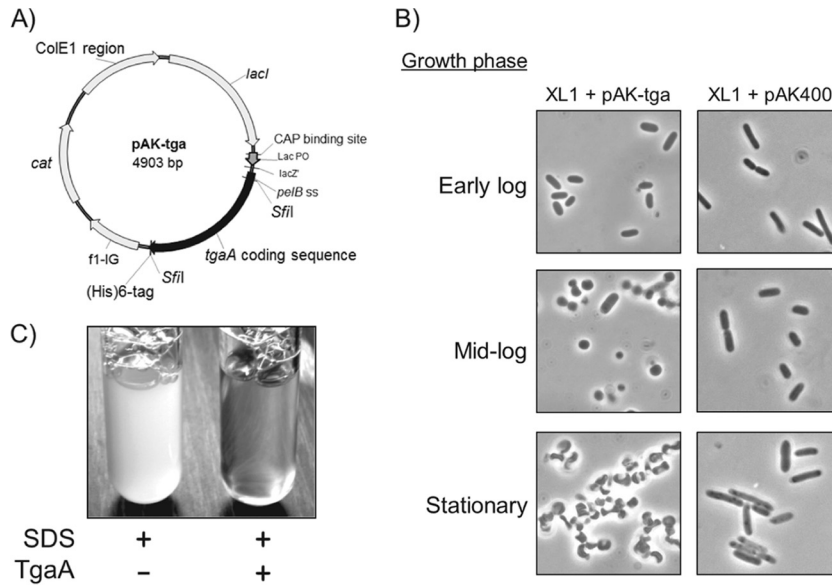 A)
ColE1 region
lacI
pAK-tga
4903 bp
CAP binding site
Lac PO
lacZ'
pelB ss
SfiI
cat
tgaA coding sequence
f1-IG
SfiI
(His)6-tag
B)
Growth phase
XL1 + pAK-tga XL1 + pAK400
Early log
Mid-log
Stationary
C)
SDS + +
TgaA - +